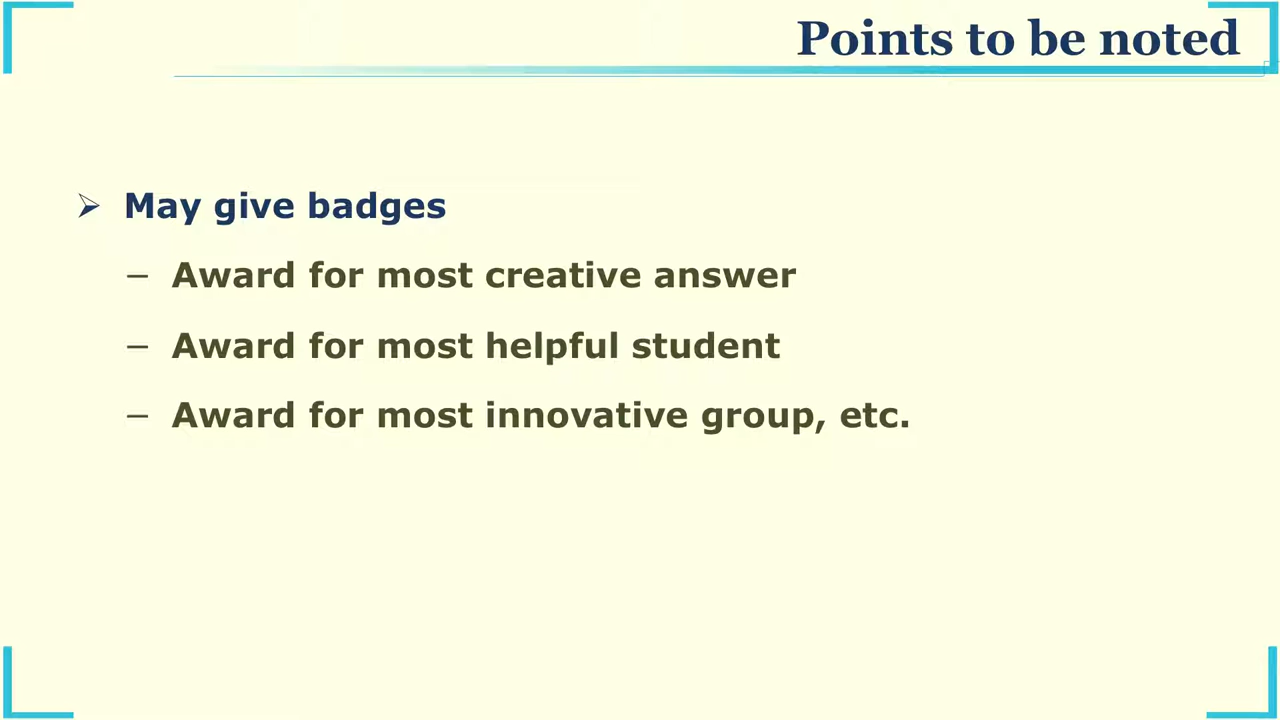 Points to be noted
➢ May give badges
– Award for most creative answer
– Award for most helpful student
– Award for most innovative group, etc.